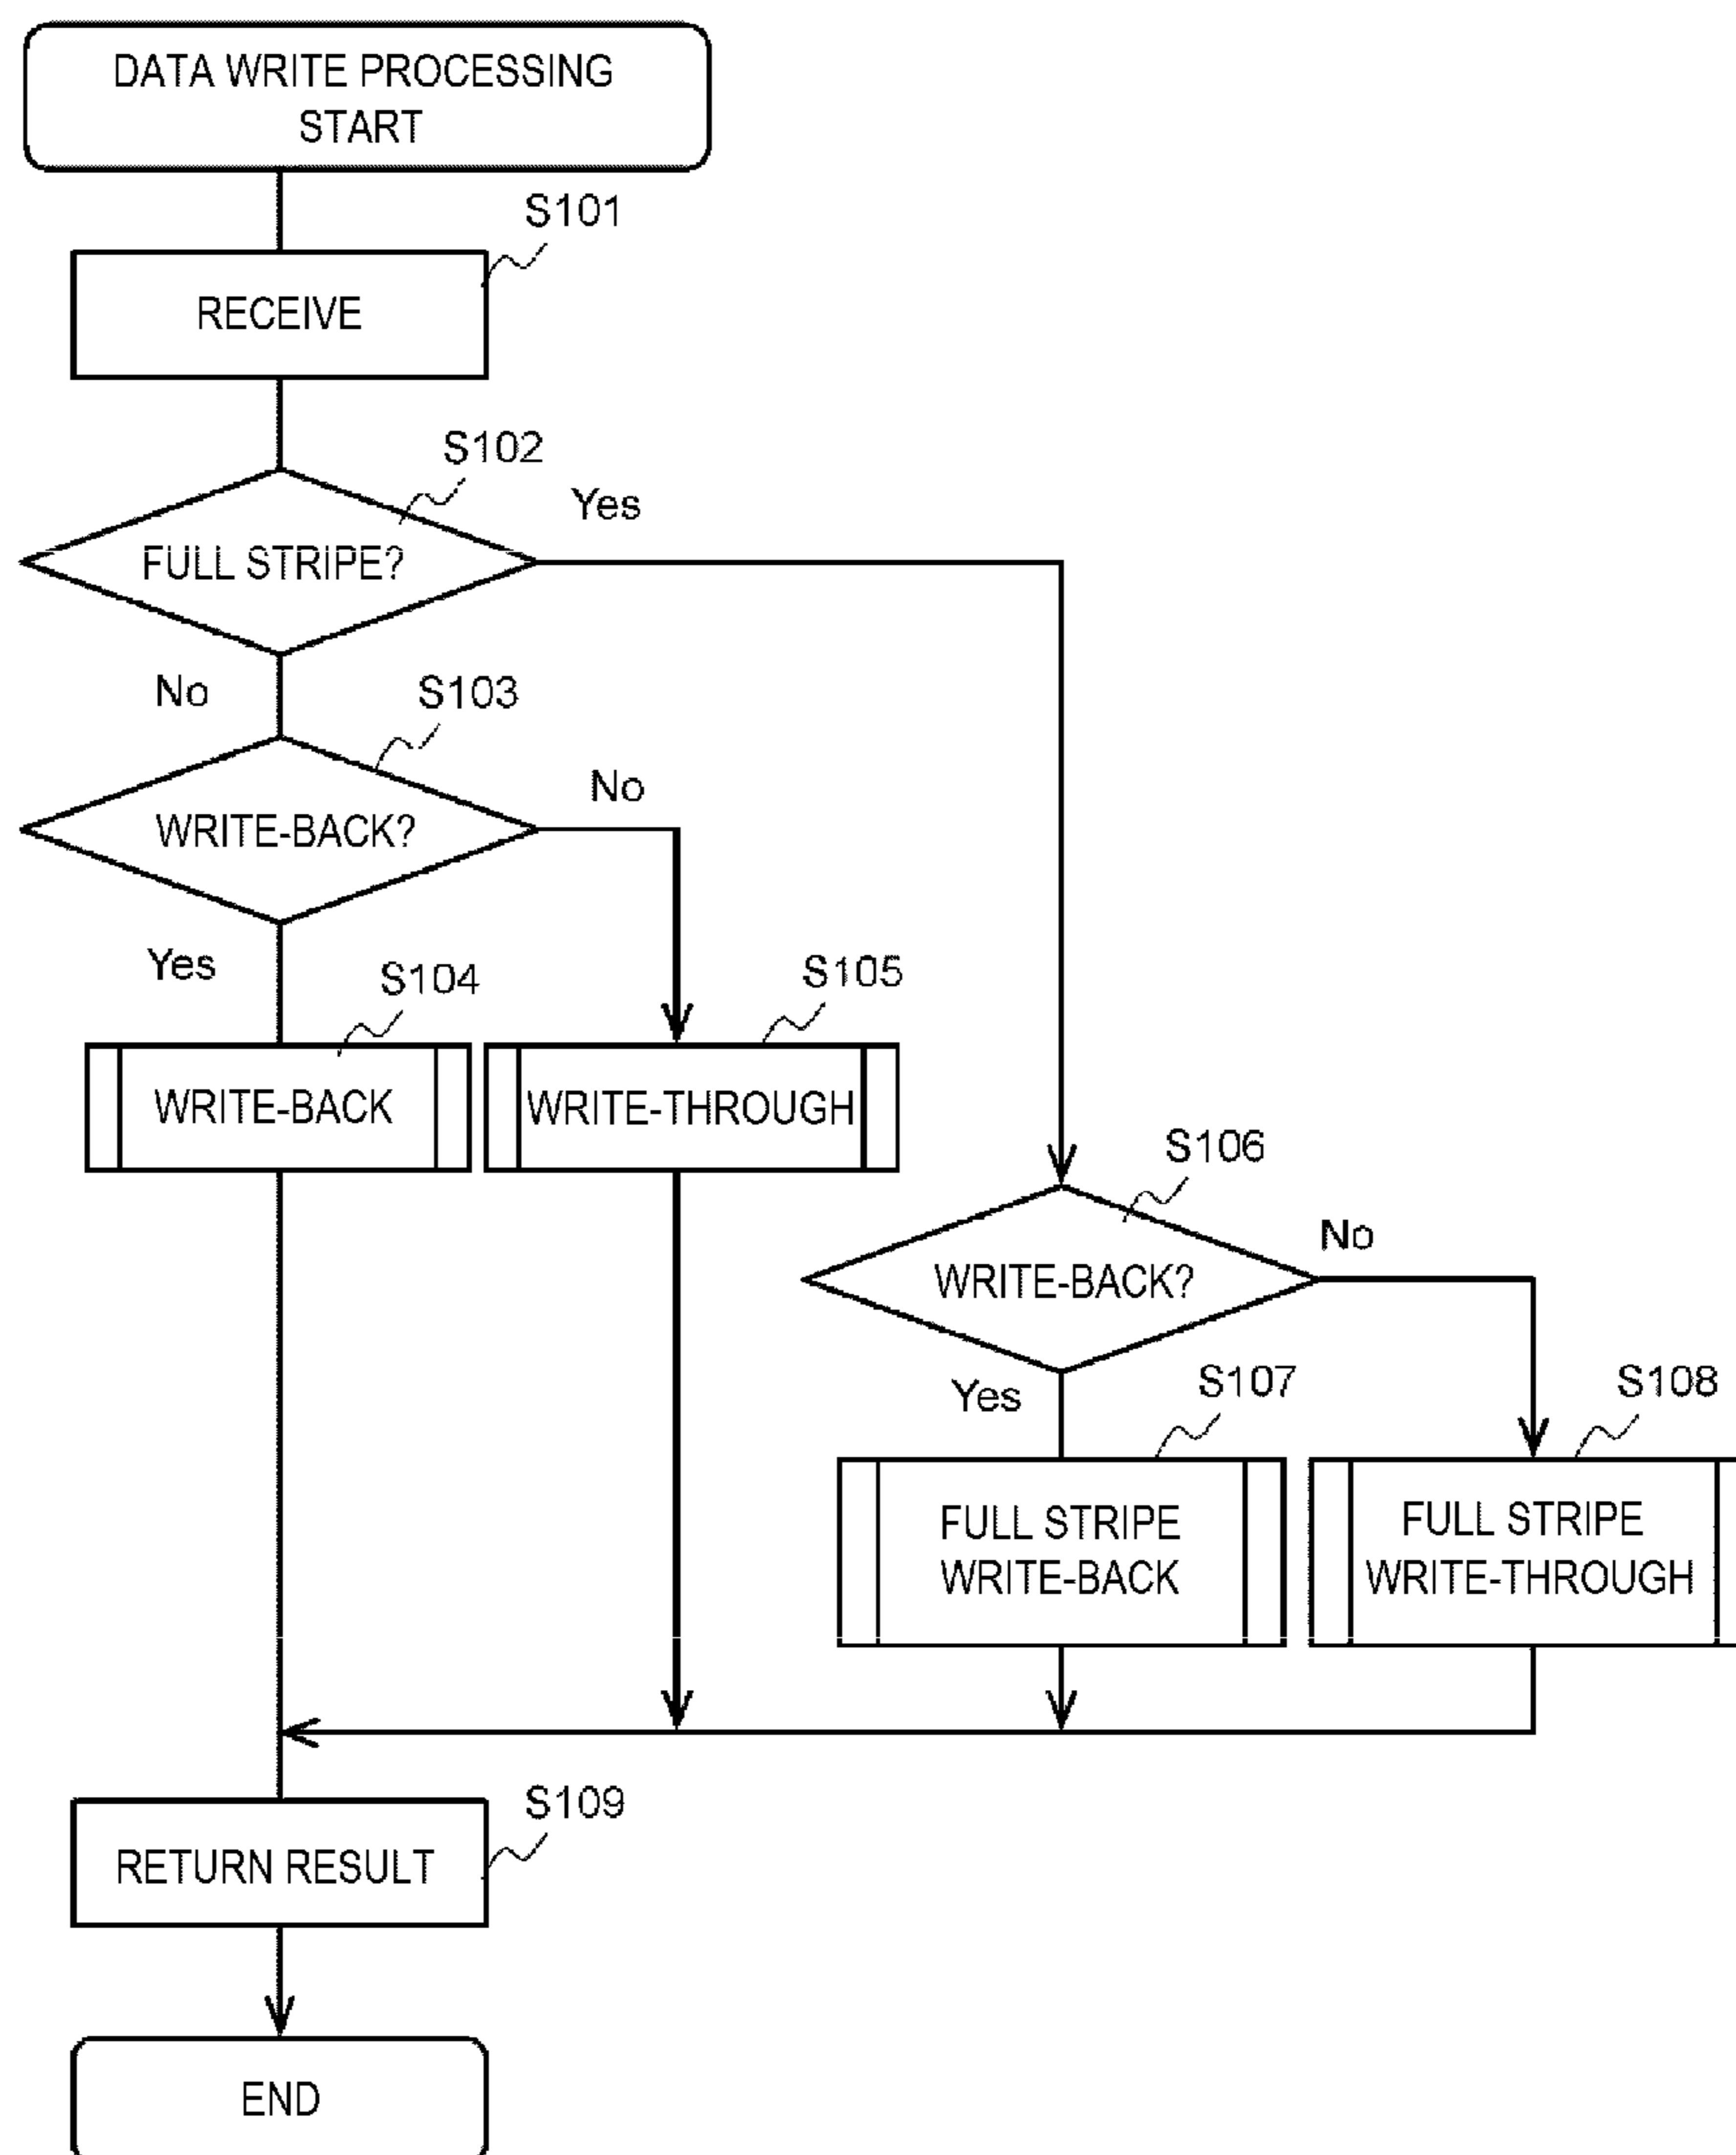 DATA WRITE PROCESSING
START
S101
RECEIVE
S102
Yes
FULL STRIPE?
No
S103
No
WRITE-BACK?
Yes
S104
S105
WRITE-BACK
WRITE-THROUGH
S106
No
WRITE-BACK?
Yes
S107
S108
FULL STRIPE
WRITE-BACK
FULL STRIPE
WRITE-THROUGH
S109
RETURN RESULT
END